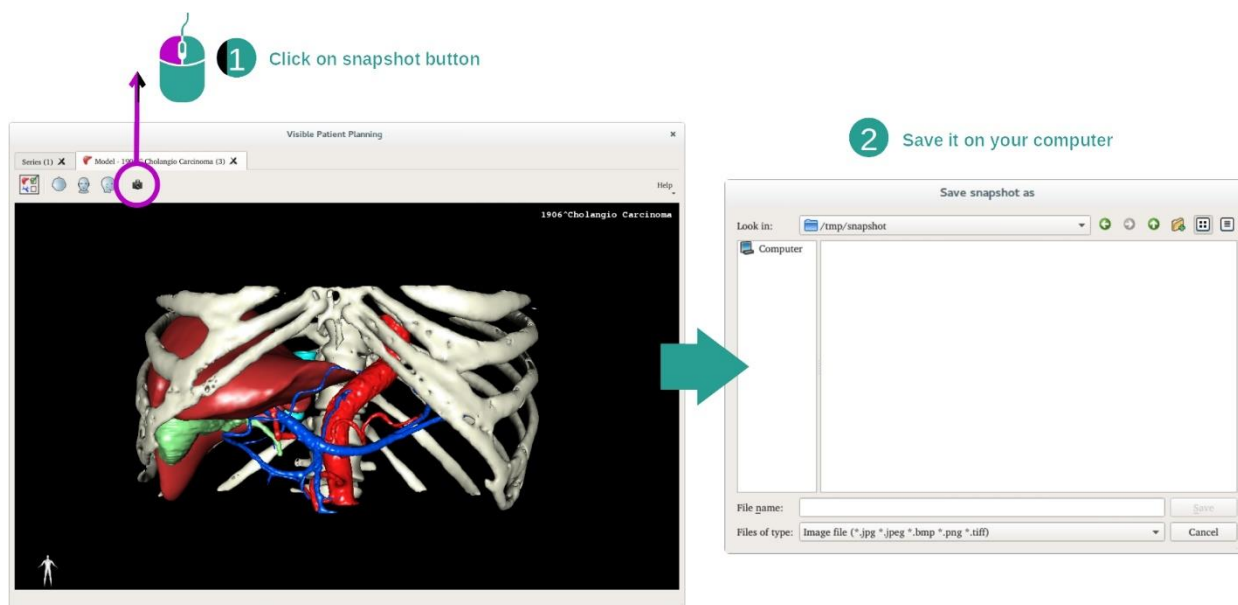 1 Click on snapshot button
Visible Patient Planning
Series (1) Model - 190 Cholangio Carcinoma (3)
Help
1906^Cholangio Carcinoma
2 Save it on your computer
Save snapshot as
Look in: /tmp/snapshot
Computer
File name: Save
Files of type: Image file (*.jpg *.jpeg *.bmp *.png *.tiff) Cancel